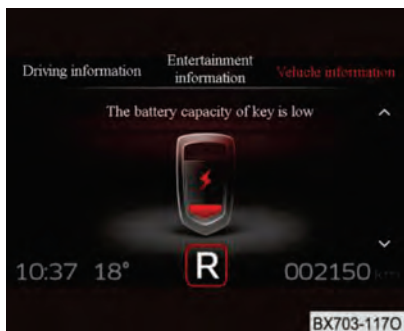 Entertainment
Driving information
information
Vehicle information
The battery capacity of key is low
10:37 18°
R
002150 km
BX703-117O